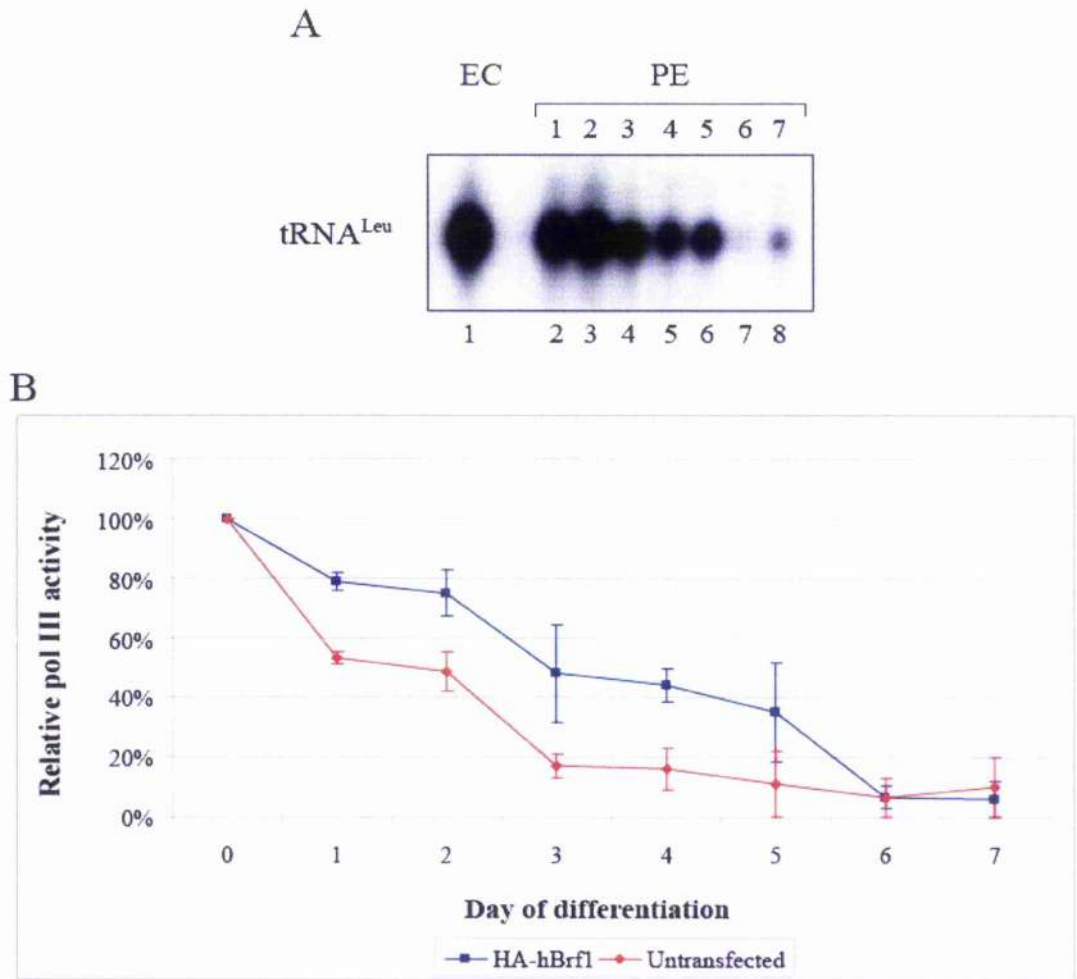 A
EC PE
1 2 3 4 5 6 7
tRNA^Leu
1 2 3 4 5 6 7 8
B
120%
100%
80%
60%
40%
20%
0%
Relative pol III activity
0 1 2 3 4 5 6 7
Day of differentiation
HA-hBrf1 Untransfected